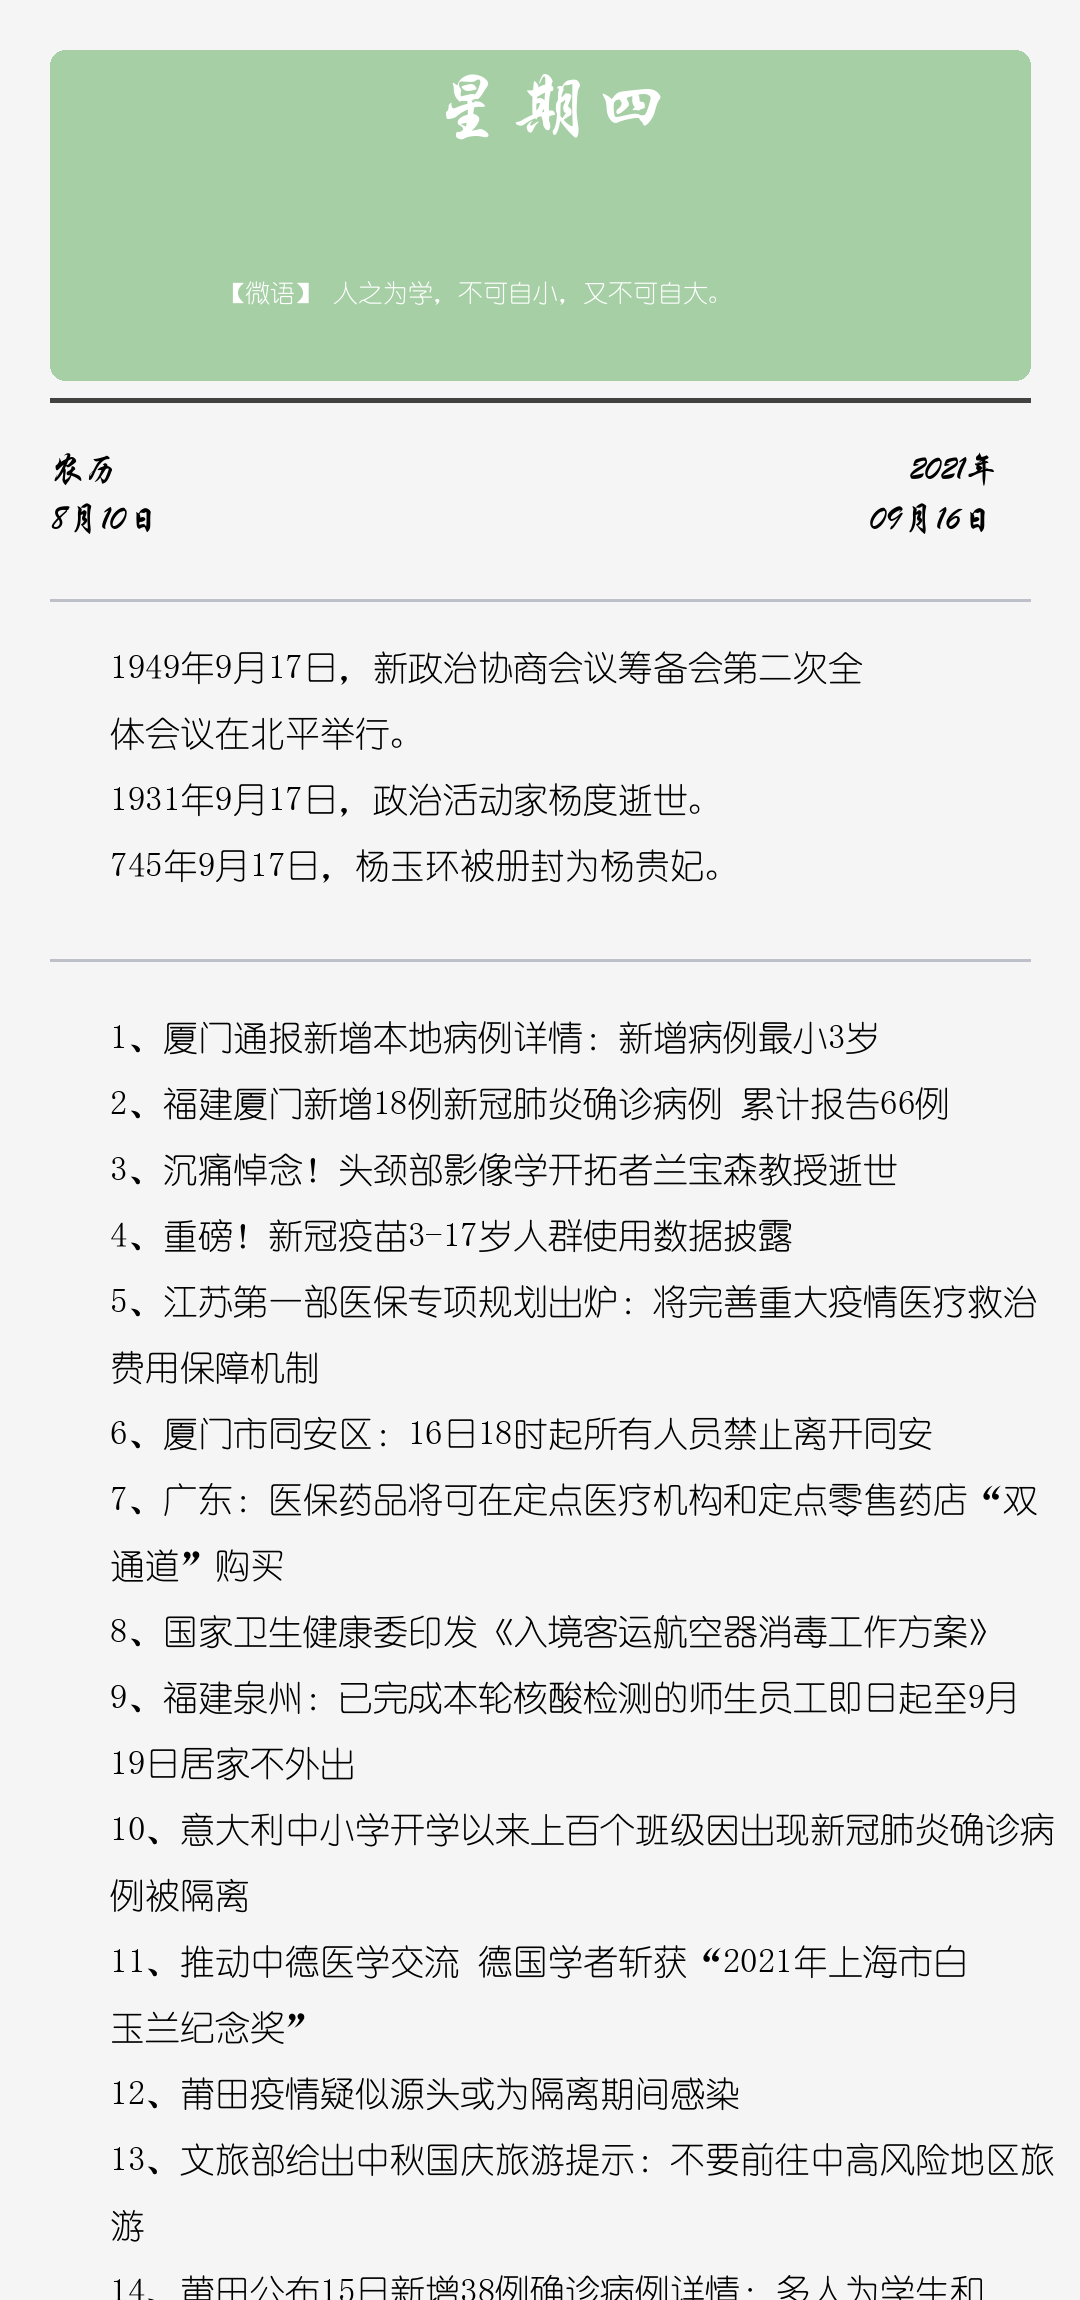 星期四
【微语】 人之为学，不可自小，又不可自大。
农历
2021年
8月10日
09月16日
1949年9月17日，新政治协商会议筹备会第二次全
体会议在北平举行。
1931年9月17日，政治活动家杨度逝世。
745年9月17日，杨玉环被册封为杨贵妃。
1、厦门通报新增本地病例详情：新增病例最小3岁
2、福建厦门新增18例新冠肺炎确诊病例 累计报告66例
3、沉痛悼念！头颈部影像学开拓者兰宝森教授逝世
4、重磅！新冠疫苗3-17岁人群使用数据披露
5、江苏第一部医保专项规划出炉：将完善重大疫情医疗救治
费用保障机制
6、厦门市同安区：16日18时起所有人员禁止离开同安
7、广东：医保药品将可在定点医疗机构和定点零售药店“双
通道”购买
8、国家卫生健康委印发《入境客运航空器消毒工作方案》
9、福建泉州：已完成本轮核酸检测的师生员工即日起至9月
19日居家不外出
10、意大利中小学开学以来上百个班级因出现新冠肺炎确诊病
例被隔离
11、推动中德医学交流 德国学者斩获“2021年上海市白
玉兰纪念奖”
12、莆田疫情疑似源头或为隔离期间感染
13、文旅部给出中秋国庆旅游提示：不要前往中高风险地区旅
游
14、莆田公布15日新增38例确诊病例详情：多人为学生和